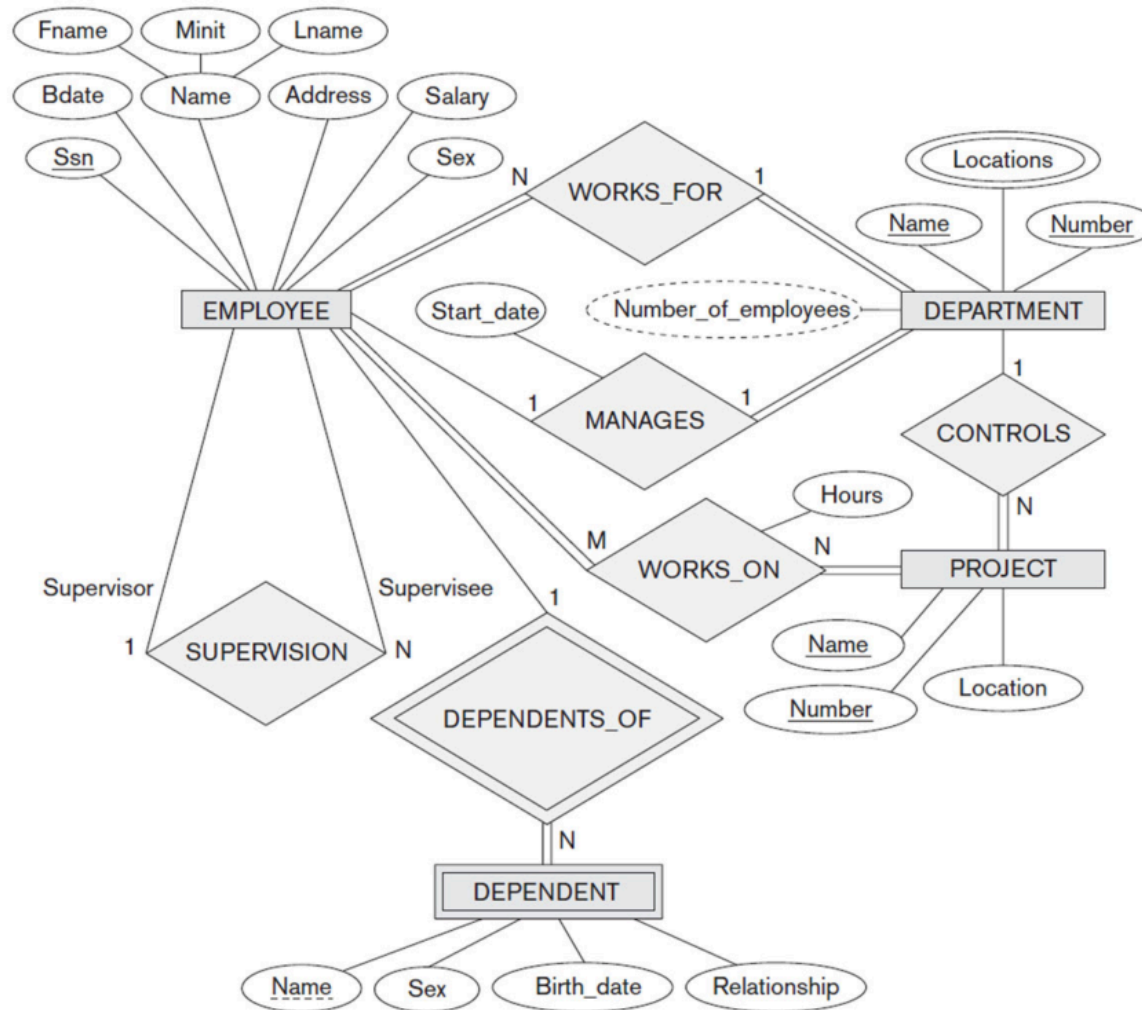 Fname
Minit
Lname
Bdate
Name
Address
Salary
Ssn
Sex
Locations
Name
Number
N
WORKS_FOR
1
EMPLOYEE
Start_date
Number_of_employees
DEPARTMENT
1
MANAGES
1
1
CONTROLS
N
Hours
M
WORKS_ON
N
PROJECT
Supervisor
Supervisee
1
SUPERVISION
N
1
Name
Number
Location
DEPENDENTS_OF
N
DEPENDENT
Name
Sex
Birth_date
Relationship